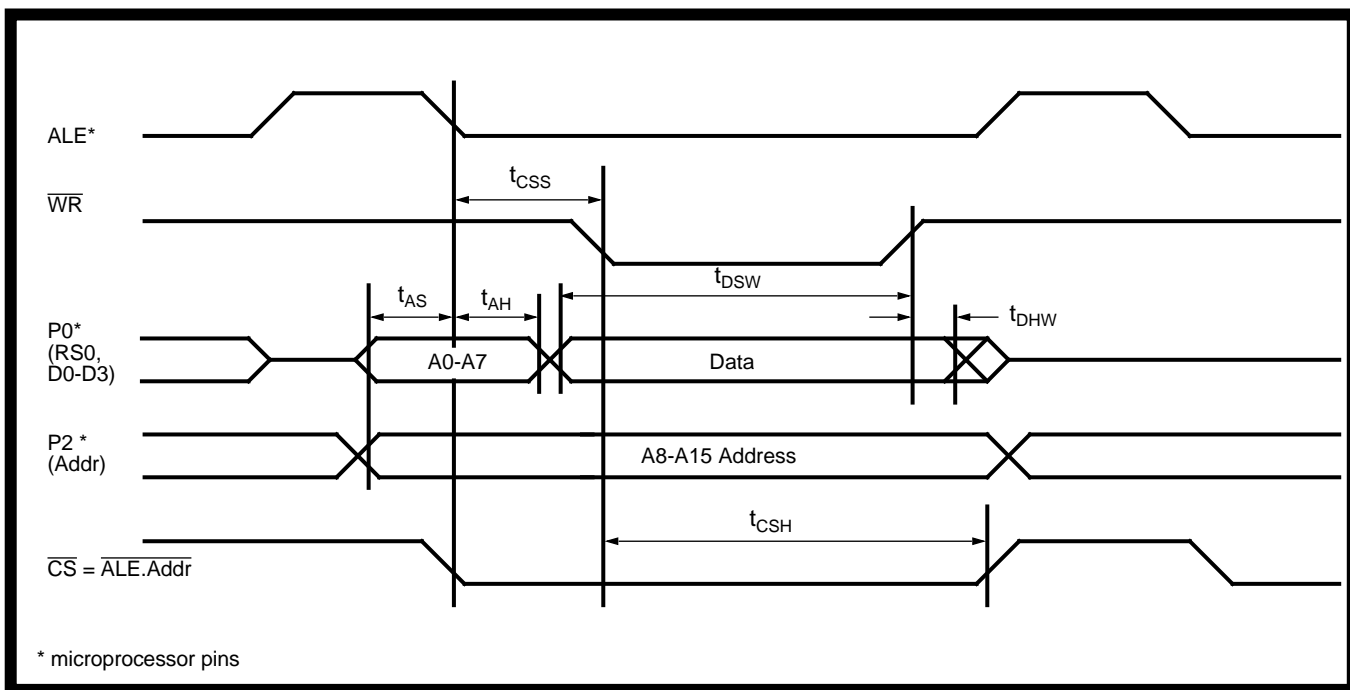 ALE*
tCSS
WR
tDSW
tAS
tAH
tDHW
P0*
(RS0,
D0-D3)
A0-A7
Data
P2 *
(Addr)
A8-A15 Address
tCSH
CS = ALE.Addr
* microprocessor pins